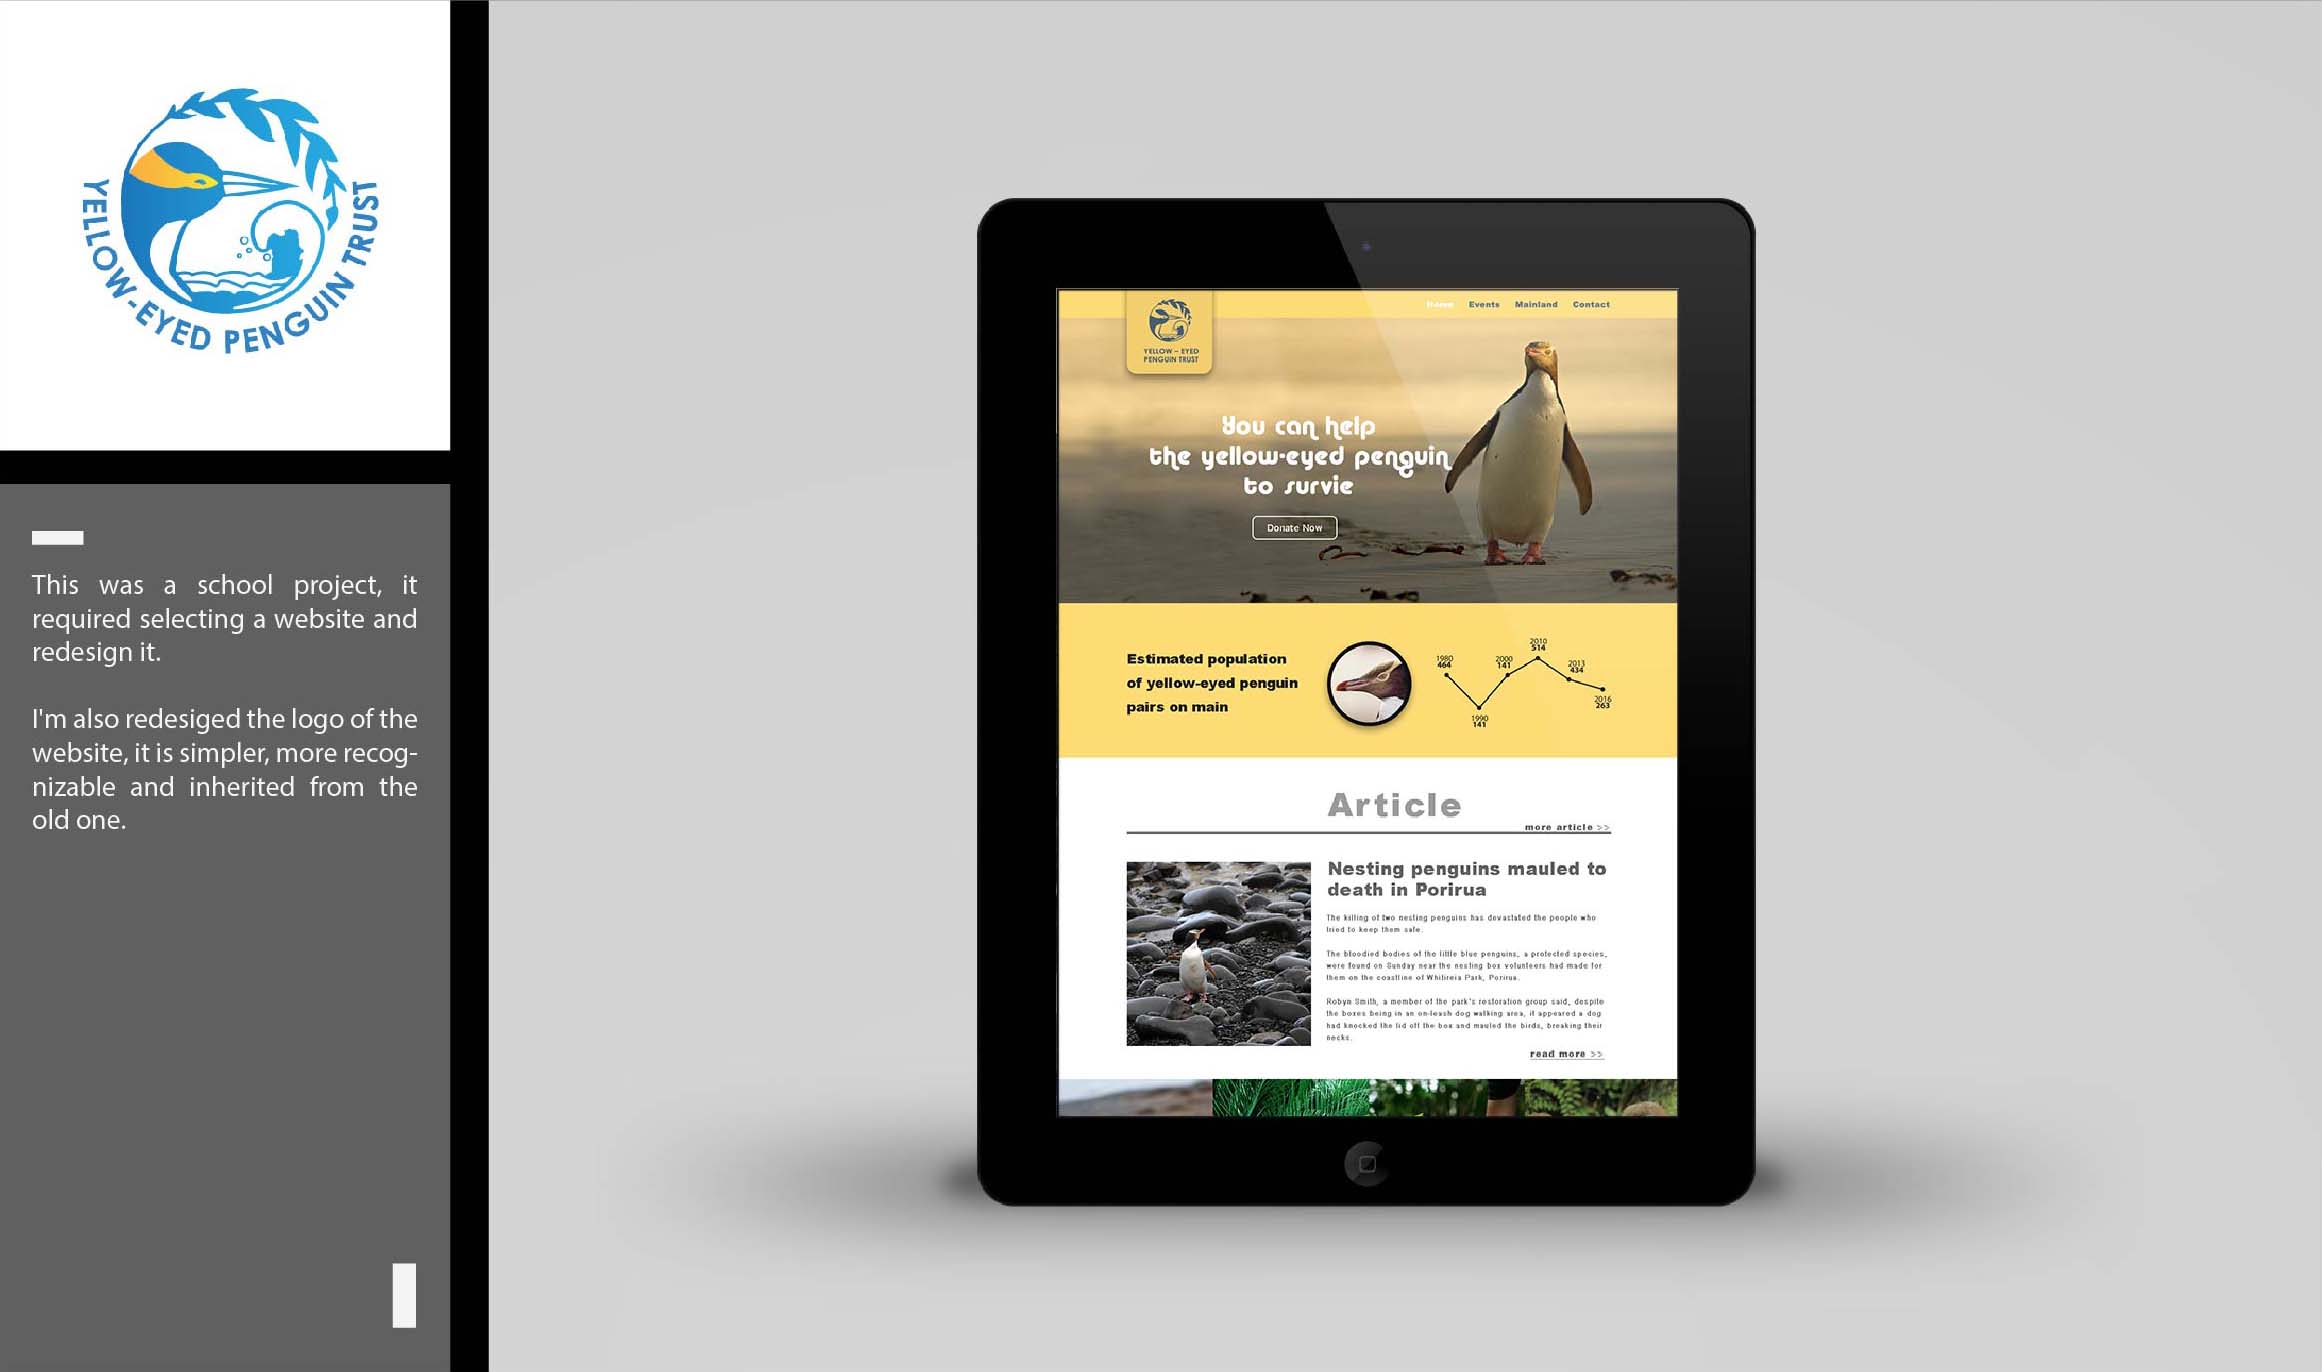 YELLOW-EYED PENGUIN TRUST
This was a school project, it
required selecting a website and
redesign it.
I'm also redesiged the logo of the
website, it is simpler, more recog-
nizable and inherited from the
old one.
YELLOW - EYED
PENGUIN TRUST
Home Events Mainland Contact
You can help
the yellow-eyed penguin
to survie
Donate Now
Estimated population
of yellow-eyed penguin
pairs on main
1980
464
1990
141
2000
141
2010
514
2013
434
2016
263
Article
more article >>
Nesting penguins mauled to
death in Porirua
The killing of two nesting penguins has devastated the people who
tried to keep them safe.
The bloodied bodies of the little blue penguins, a protected species,
were found on Sunday near the nesting box volunteers had made for
them on the coastline of Whitireia Park, Porirua.
Robyn Smith, a member of the park's restoration group said, despite
the boxes being in an on-leash dog walking area, it appeared a dog
had knocked the lid off the box and mauled the birds, breaking their
necks.
read more >>